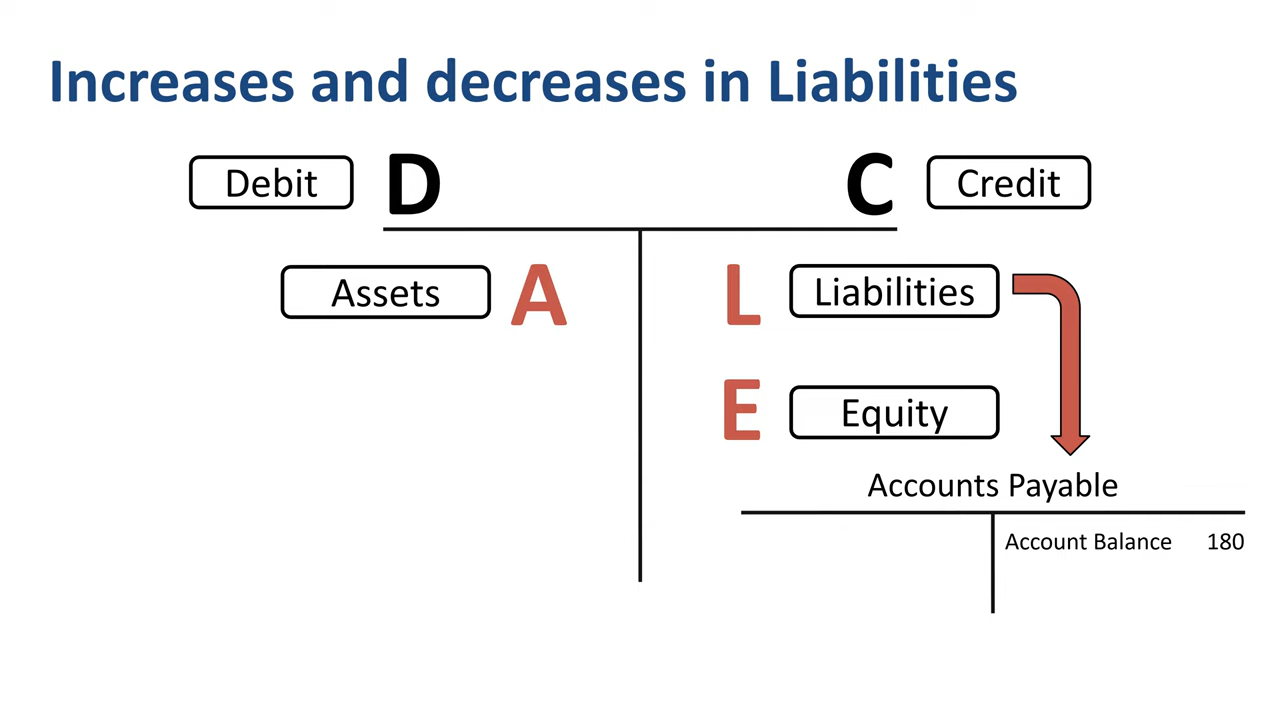 Increases and decreases in Liabilities
Debit D C Credit
Assets A L Liabilities
E Equity
Accounts Payable
Account Balance 180